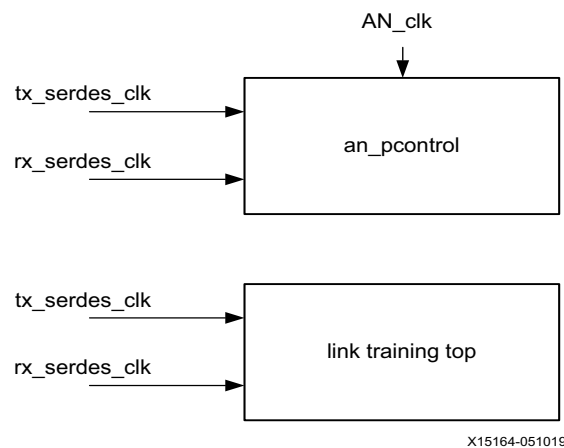 AN_clk
tx_serdes_clk
an_pcontrol
rx_serdes_clk
tx_serdes_clk
link training top
rx_serdes_clk
X15164-051019